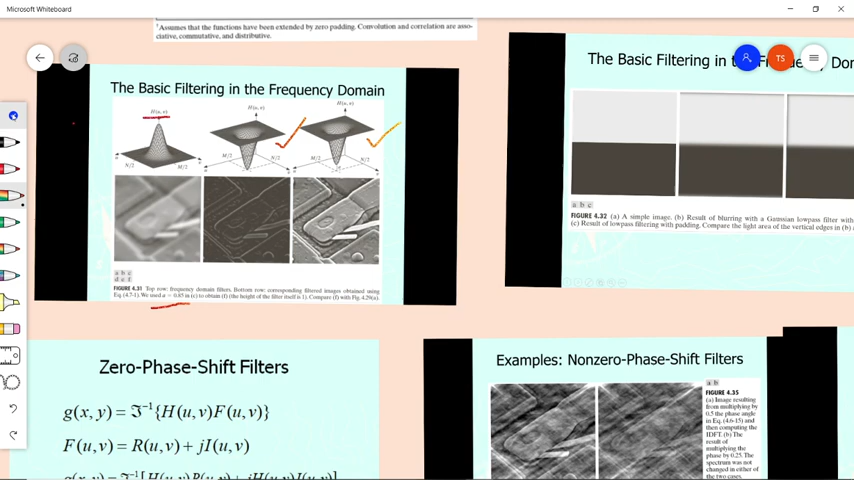 Microsoft Whiteboard
¹Assumes that the functions have been extended by zero padding. Convolution and correlation are asso-
ciative, commutative, and distributive.
TS
The Basic Filtering in the Frequency Domain
H(u, v)
H(u, v)
H(u, v)
N/2
M/2
M/2
N/2
M/2
N/2
a b c
d e f
FIGURE 4.31 Top row: frequency domain filters. Bottom row: corresponding filtered images obtained using
Eq. (4.7-1). We used a = 0.85 in (c) to obtain (f) (the height of the filter itself is 1). Compare (f) with Fig. 4.29(a).
The Basic Filtering in
Dor
a b c
FIGURE 4.32 (a) A simple image. (b) Result of blurring with a Gaussian lowpass filter with
(c) Result of lowpass filtering with padding. Compare the light area of the vertical edges in (b)
Zero-Phase-Shift Filters
g(x, y) = ℑ⁻¹{H(u, v)F(u, v)}
F(u, v) = R(u, v) + jI(u, v)
g(x, y) = ℑ⁻¹[H(u, v)R(u, v) + jH(u, v)I(u, v)]
Examples: Nonzero-Phase-Shift Filters
a b
FIGURE 4.35
(a) Image resulting
from multiplying by
0.5 the phase angle
in Eq. (4.6-15) and
then computing the
IDFT. (b) The
result of
multiplying the
phase by 0.25. The
spectrum was not
changed in either of
the two cases.